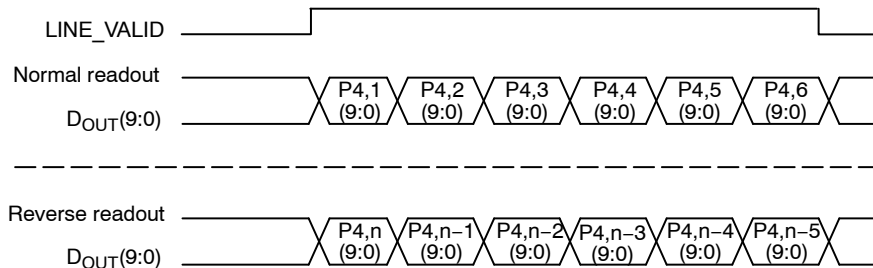 LINE_VALID
Normal readout
P4,1 P4,2 P4,3 P4,4 P4,5 P4,6
(9:0) (9:0) (9:0) (9:0) (9:0) (9:0)
DOUT(9:0)
Reverse readout
P4,n P4,n−1 P4,n−2 P4,n−3 P4,n−4 P4,n−5
(9:0) (9:0) (9:0) (9:0) (9:0) (9:0)
DOUT(9:0)